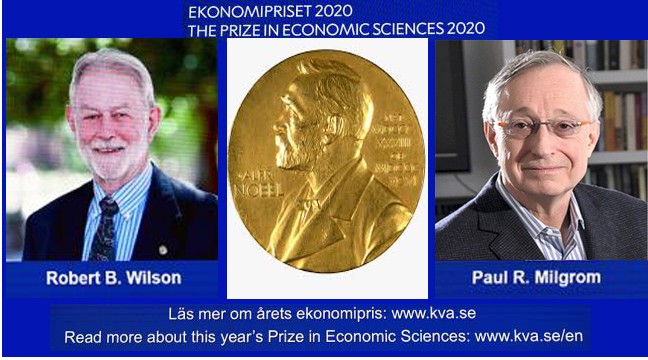 EKONOMIPRISET 2020
THE PRIZE IN ECONOMIC SCIENCES 2020
ALFR
NOBEL
Robert B. Wilson
Paul R. Milgrom
Läs mer om årets ekonomipris: www.kva.se
Read more about this year's Prize in Economic Sciences: www.kva.se/en